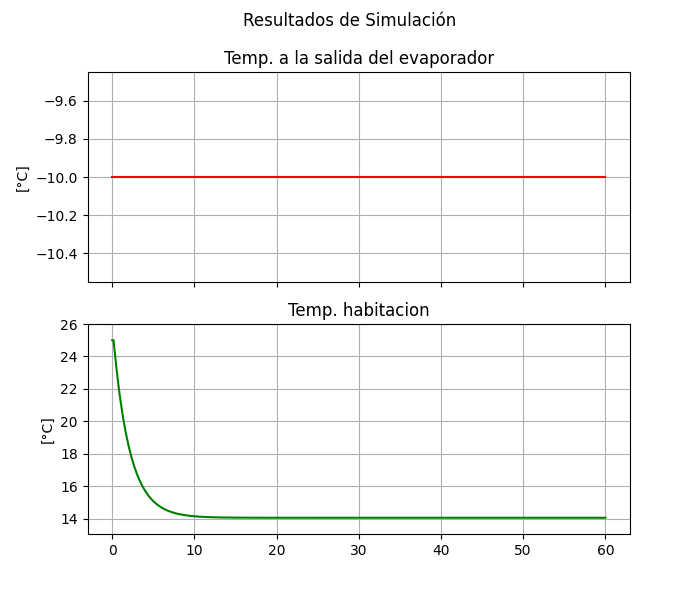 Resultados de Simulación
Temp. a la salida del evaporador
−9.6
−9.8
−10.0
−10.2
−10.4
[°C]
Temp. habitacion
26
24
22
20
18
16
14
[°C]
0 10 20 30 40 50 60